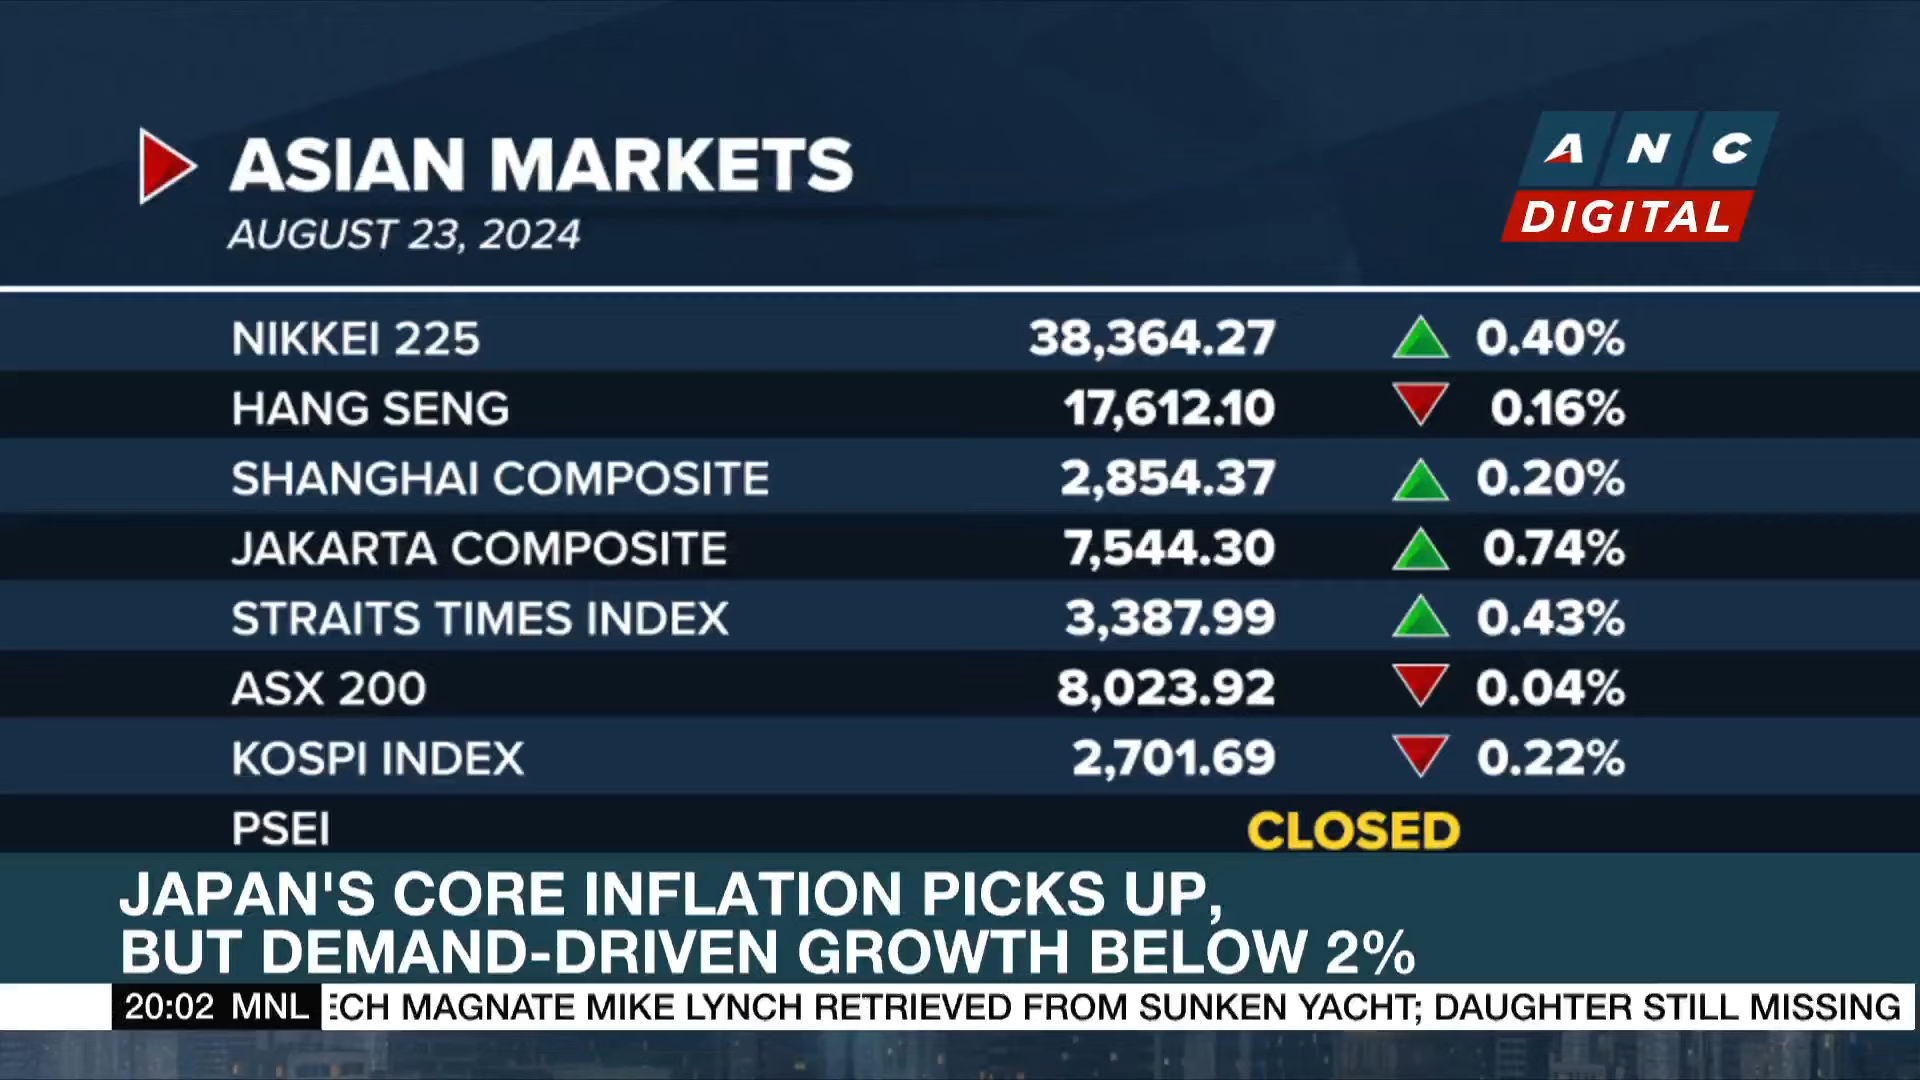 ASIAN MARKETS
AUGUST 23, 2024
ANC
DIGITAL
NIKKEI 225 38,364.27 0.40%
HANG SENG 17,612.10 0.16%
SHANGHAI COMPOSITE 2,854.37 0.20%
JAKARTA COMPOSITE 7,544.30 0.74%
STRAITS TIMES INDEX 3,387.99 0.43%
ASX 200 8,023.92 0.04%
KOSPI INDEX 2,701.69 0.22%
PSEI CLOSED
JAPAN'S CORE INFLATION PICKS UP,
BUT DEMAND-DRIVEN GROWTH BELOW 2%
20:02 MNL MAGNATE MIKE LYNCH RETRIEVED FROM SUNKEN YACHT; DAUGHTER STILL MISSING